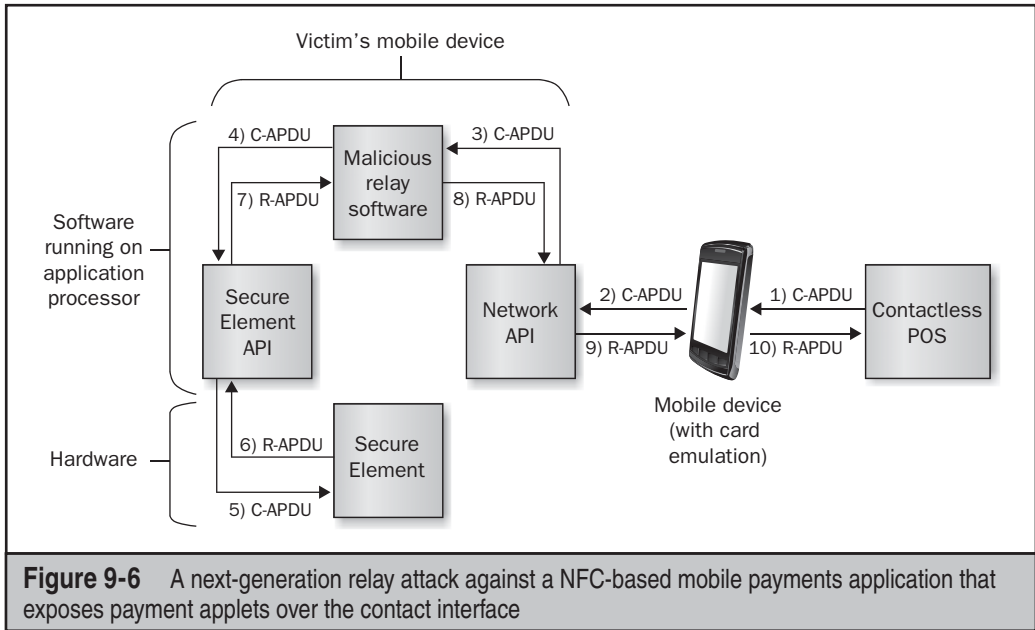 Victim's mobile device
4) C-APDU
3) C-APDU
Malicious
relay
software
7) R-APDU
8) R-APDU
Software
running on
application
processor
Secure
Element
API
Network
API
2) C-APDU
9) R-APDU
1) C-APDU
10) R-APDU
Contactless
POS
Mobile device
(with card
emulation)
Hardware
6) R-APDU
Secure
Element
5) C-APDU
Figure 9-6 A next-generation relay attack against a NFC-based mobile payments application that
exposes payment applets over the contact interface